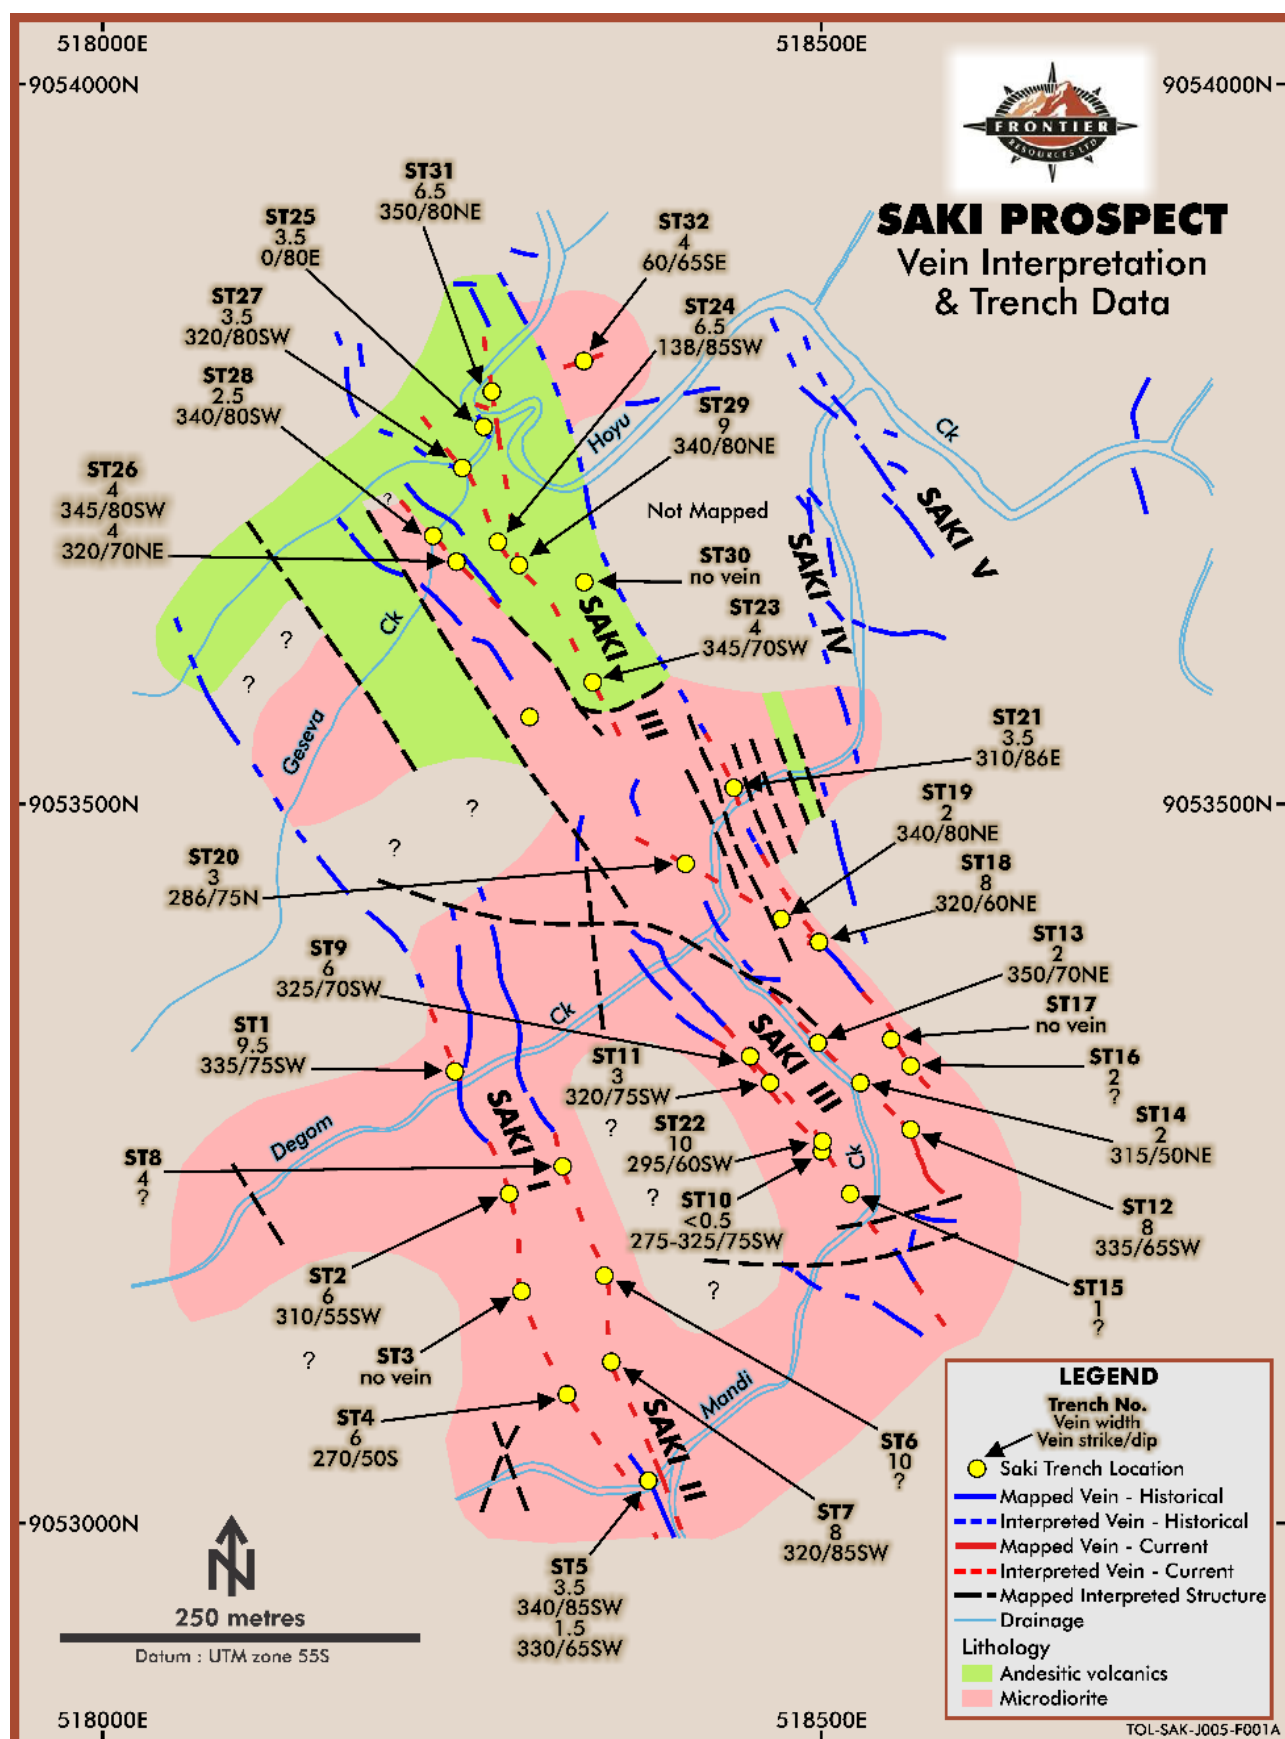 518000E
518500E
9054000N
9054000N
FRONTIER
RESOURCES LTD
SAKI PROSPECT
Vein Interpretation
& Trench Data
ST31
6.5
350/80NE
ST25
3.5
0/80E
ST32
4
60/65SE
ST27
3.5
320/80SW
ST24
6.5
138/85SW
ST28
2.5
340/80SW
ST29
9
340/80NE
Hoyu
Ck
ST26
4
345/80SW
4
320/70NE
?
Not Mapped
SAKI V
SAKI IV
ST30
no vein
SAKI III
ST23
4
345/70SW
Ck
?
?
Geseva
ST21
3.5
310/86E
9053500N
9053500N
?
?
ST19
2
340/80NE
ST20
3
286/75N
ST18
8
320/60NE
ST9
6
325/70SW
ST13
2
350/70NE
ST1
9.5
335/75SW
Ck
ST17
no vein
SAKI III
ST11
3
320/75SW
?
ST16
2
?
SAKI I
Degom
ST22
10
295/60SW
Ck
ST14
2
315/50NE
ST8
4
?
?
ST10
<0.5
275-325/75SW
ST12
8
335/65SW
ST2
6
310/55SW
?
ST15
1
?
?
ST3
no vein
Mandi
ST4
6
270/50S
SAKI II
ST6
10
?
ST7
8
320/85SW
9053000N
ST5
3.5
340/85SW
1.5
330/65SW
N
250 metres
Datum : UTM zone 55S
LEGEND
Trench No.
Vein width
Vein strike/dip
Saki Trench Location
Mapped Vein - Historical
Interpreted Vein - Historical
Mapped Vein - Current
Interpreted Vein - Current
Mapped Interpreted Structure
Drainage
Lithology
Andesitic volcanics
Microdiorite
518000E
518500E
TOL-SAK-J005-F001A